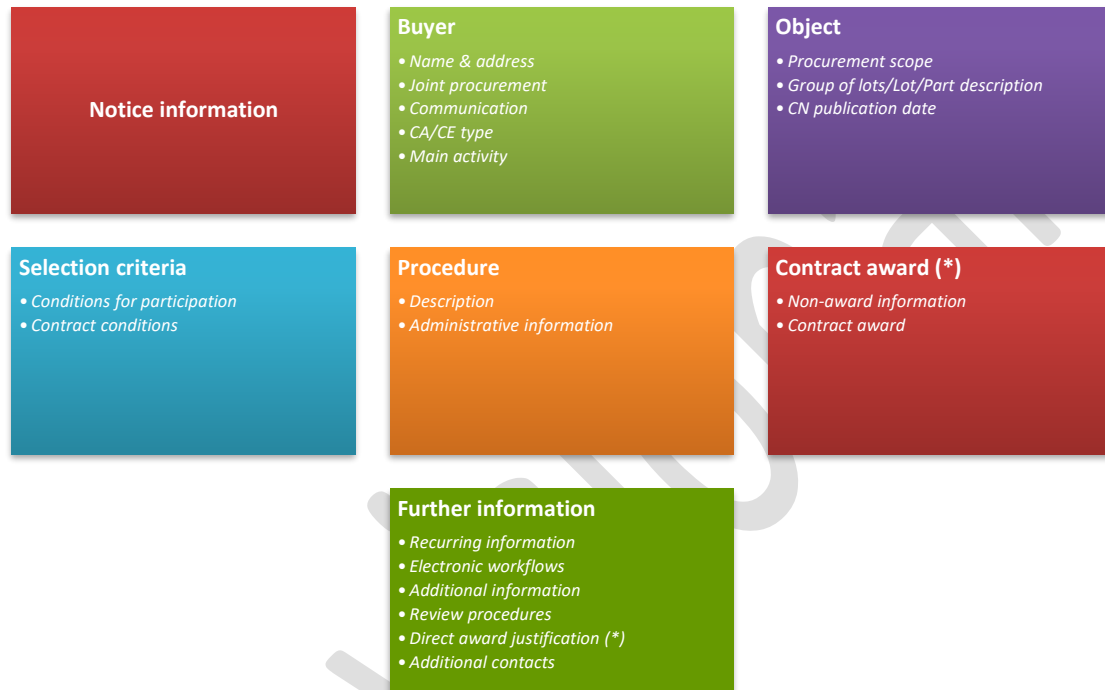 Notice information
Buyer
• Name & address
• Joint procurement
• Communication
• CA/CE type
• Main activity
Object
• Procurement scope
• Group of lots/Lot/Part description
• CN publication date
Selection criteria
• Conditions for participation
• Contract conditions
Procedure
• Description
• Administrative information
Contract award (*)
• Non-award information
• Contract award
Further information
• Recurring information
• Electronic workflows
• Additional information
• Review procedures
• Direct award justification (*)
• Additional contacts